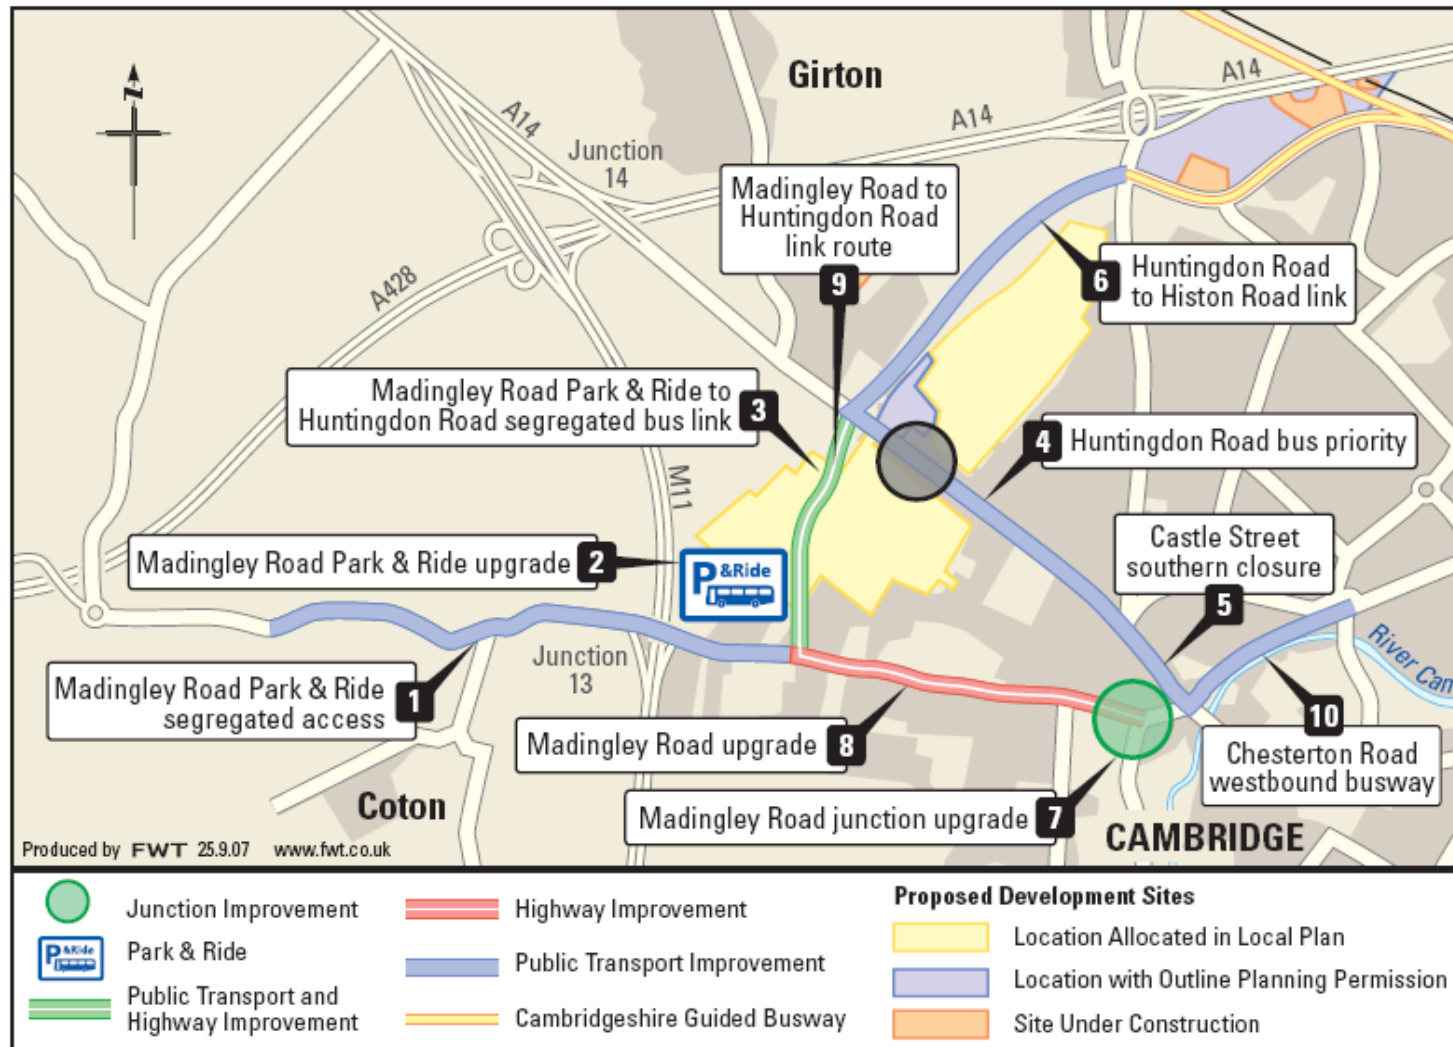 Girton
A14
A14
A14
Junction
14
N
A428
Madingley Road to
Huntingdon Road
link route
9
6
Huntingdon Road
to Histon Road link
Madingley Road Park & Ride to
Huntingdon Road segregated bus link
3
4
Huntingdon Road bus priority
M11
Castle Street
southern closure
5
Madingley Road Park & Ride upgrade
2
P &Ride
Junction
13
River Cam
Madingley Road Park & Ride
segregated access
1
Madingley Road upgrade
8
10
Chesterton Road
westbound busway
Madingley Road junction upgrade
7
Coton
CAMBRIDGE
Produced by FWT 25.9.07 www.fwt.co.uk
Junction Improvement
P &Ride
Park & Ride
Public Transport and
Highway Improvement
Highway Improvement
Public Transport Improvement
Cambridgeshire Guided Busway
Proposed Development Sites
Location Allocated in Local Plan
Location with Outline Planning Permission
Site Under Construction